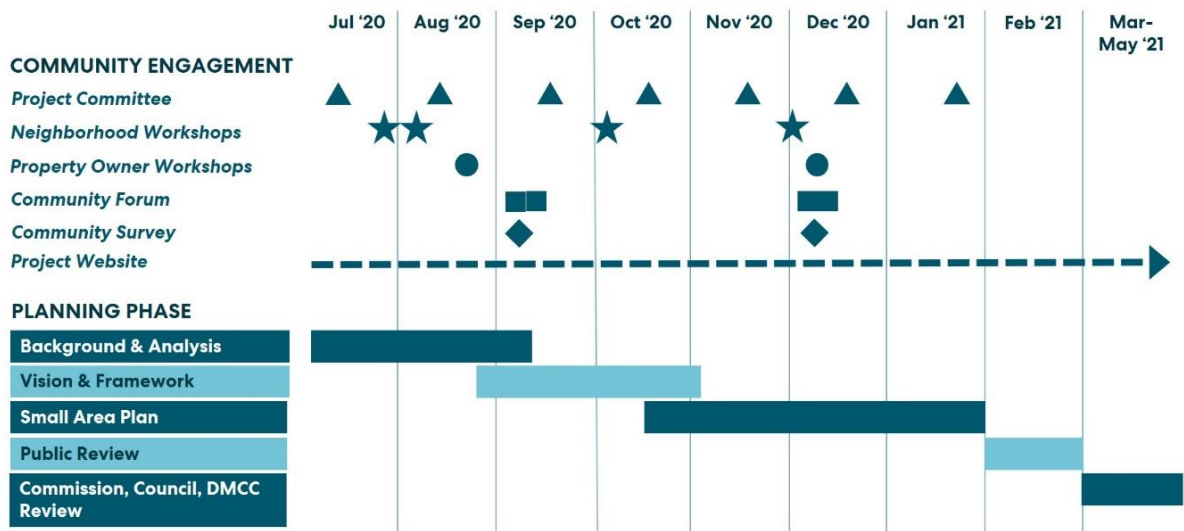 Jul ‘20 Aug ‘20 Sep ‘20 Oct ‘20 Nov ‘20 Dec ‘20 Jan ‘21 Feb ‘21 Mar-
May ‘21
COMMUNITY ENGAGEMENT
Project Committee
Neighborhood Workshops
Property Owner Workshops
Community Forum
Community Survey
Project Website
PLANNING PHASE
Background & Analysis
Vision & Framework
Small Area Plan
Public Review
Commission, Council, DMCC
Review